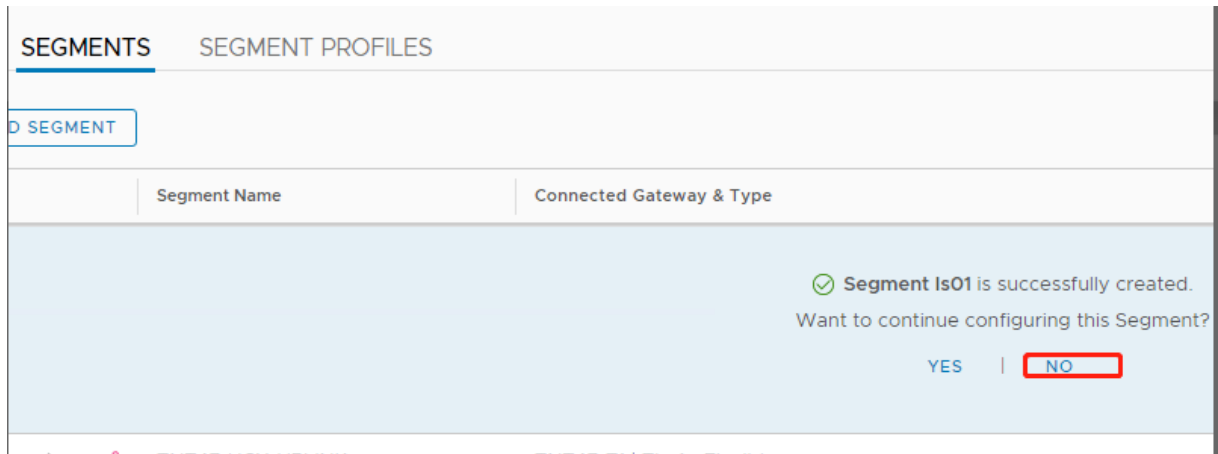 SEGMENTS SEGMENT PROFILES
D SEGMENT
Segment Name Connected Gateway & Type
Segment ls01 is successfully created.
Want to continue configuring this Segment?
YES | NO